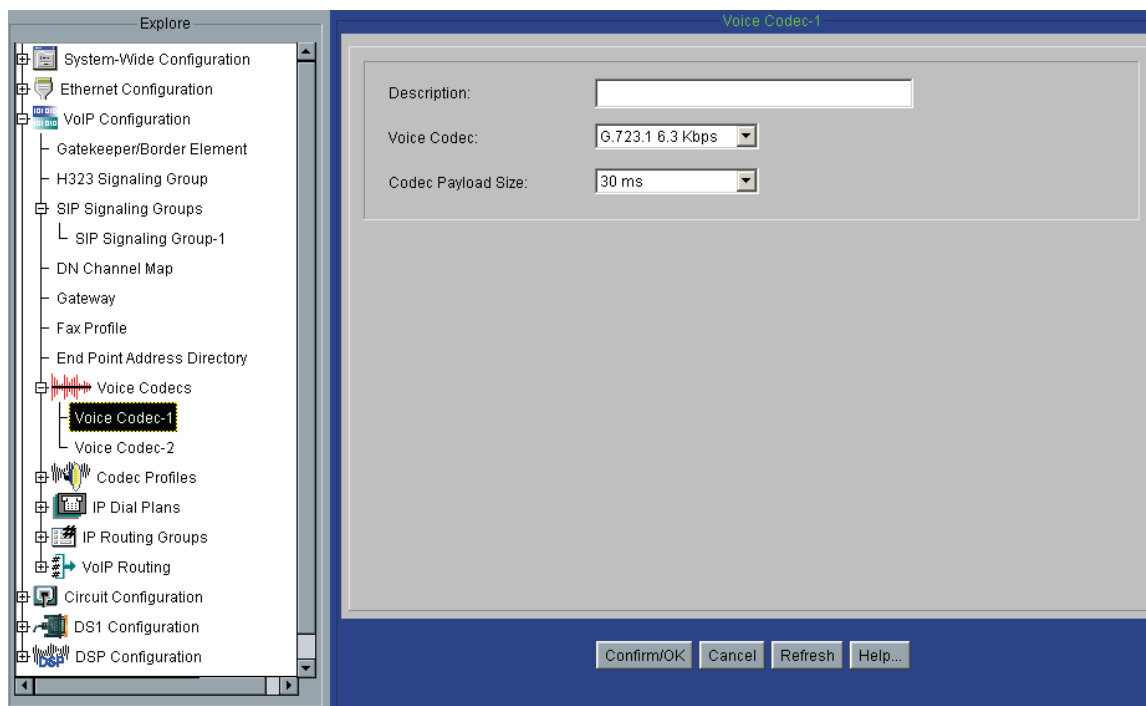 Explore
System-Wide Configuration
Ethernet Configuration
VoIP Configuration
Gatekeeper/Border Element
H323 Signaling Group
SIP Signaling Groups
SIP Signaling Group-1
DN Channel Map
Gateway
Fax Profile
End Point Address Directory
Voice Codecs
Voice Codec-1
Voice Codec-2
Codec Profiles
IP Dial Plans
IP Routing Groups
VoIP Routing
Circuit Configuration
DS1 Configuration
DSP
DSP Configuration
Voice Codec-1
Description:
Voice Codec: G.723.1 6.3 Kbps
Codec Payload Size: 30 ms
Confirm/OK Cancel Refresh Help...